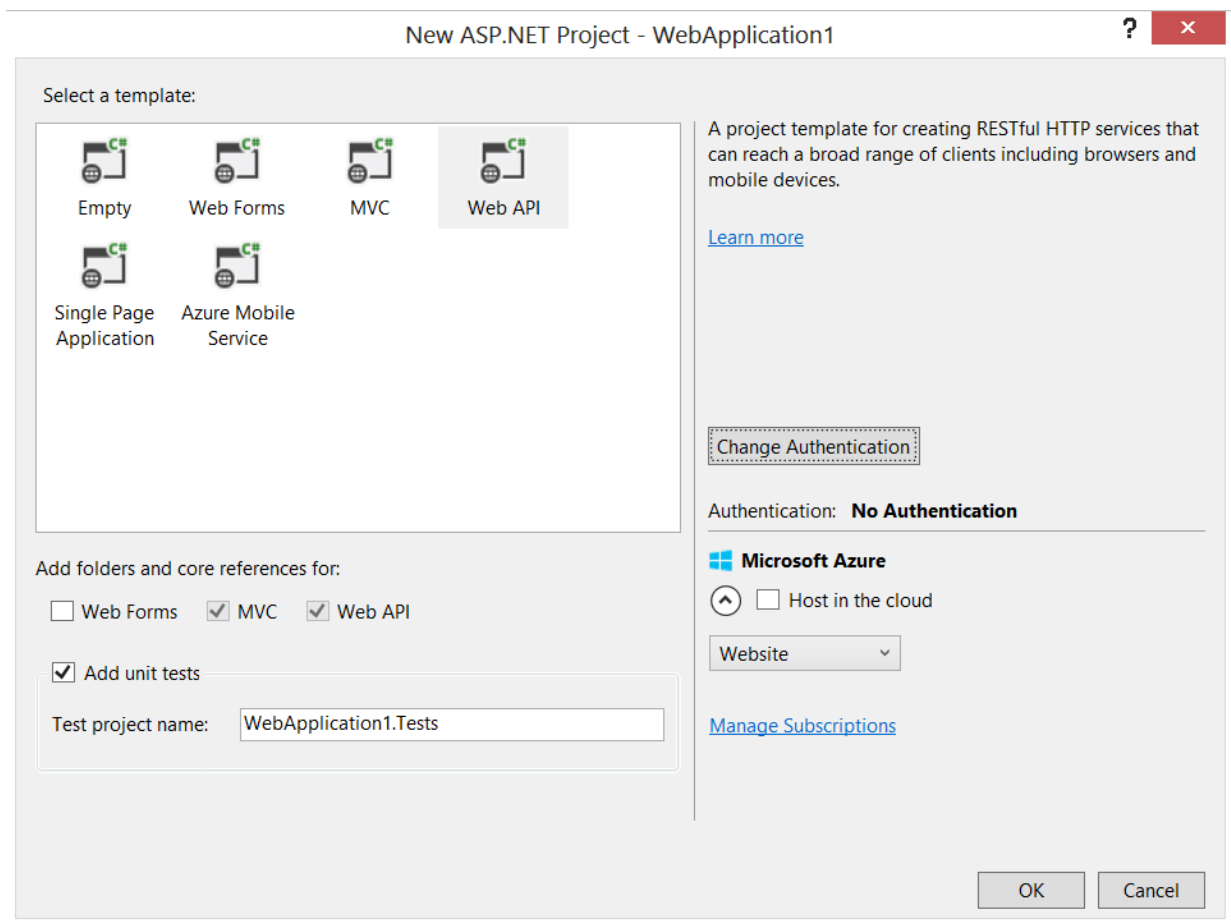 New ASP.NET Project - WebApplication1
?
Select a template:
C# C# C# C#
Empty Web Forms MVC Web API
C# C#
Single Page Azure Mobile
Application Service
A project template for creating RESTful HTTP services that
can reach a broad range of clients including browsers and
mobile devices.
Learn more
Change Authentication
Authentication: No Authentication
Microsoft Azure
Host in the cloud
Website
Manage Subscriptions
Add folders and core references for:
Web Forms MVC Web API
Add unit tests
Test project name: WebApplication1.Tests
OK Cancel